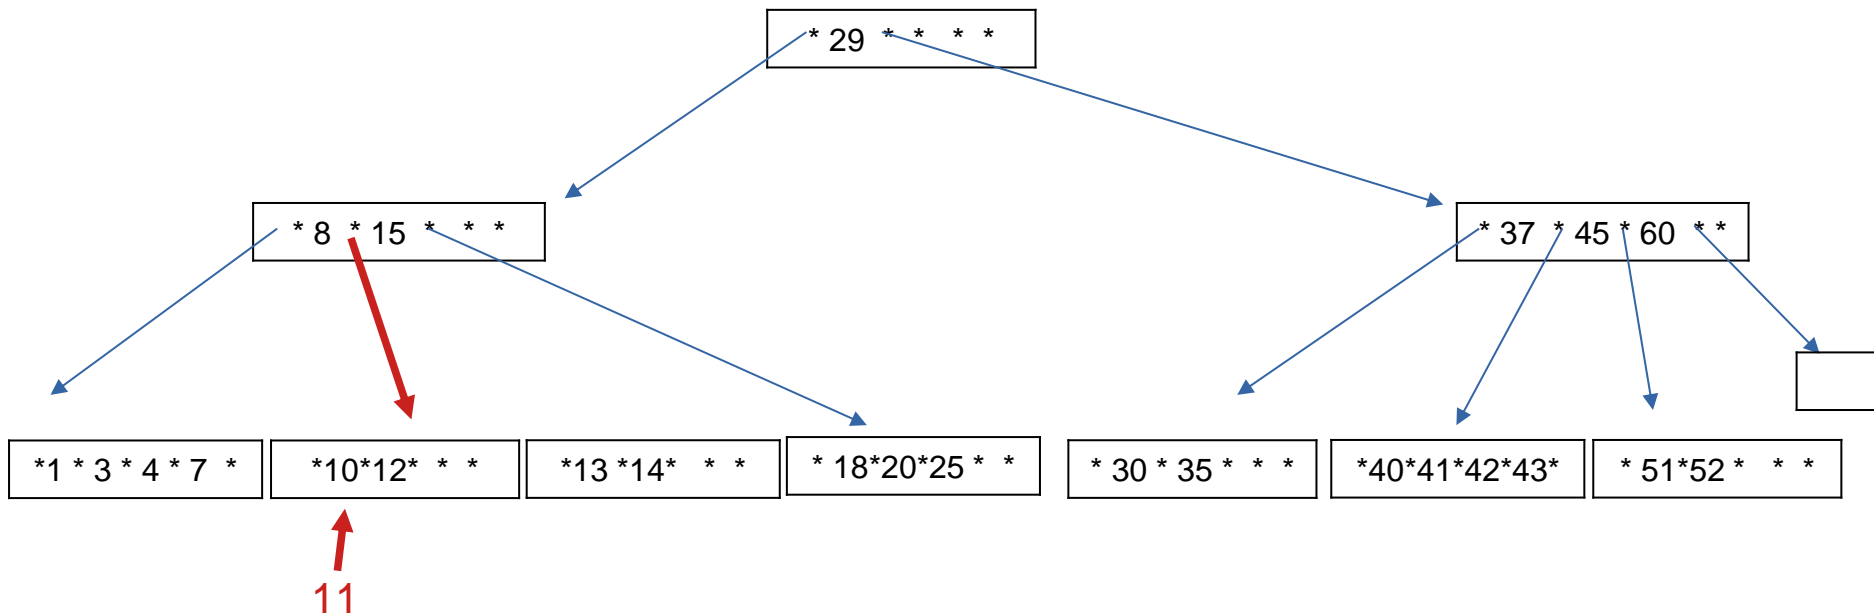 * 29 * * * *
* 8 * 15 * * *
* 37 * 45 * 60 * *
*1 * 3 * 4 * 7 *
*10*12* * *
*13 *14* * *
* 18*20*25 * *
* 30 * 35 * * *
*40*41*42*43*
* 51*52 * * *
11